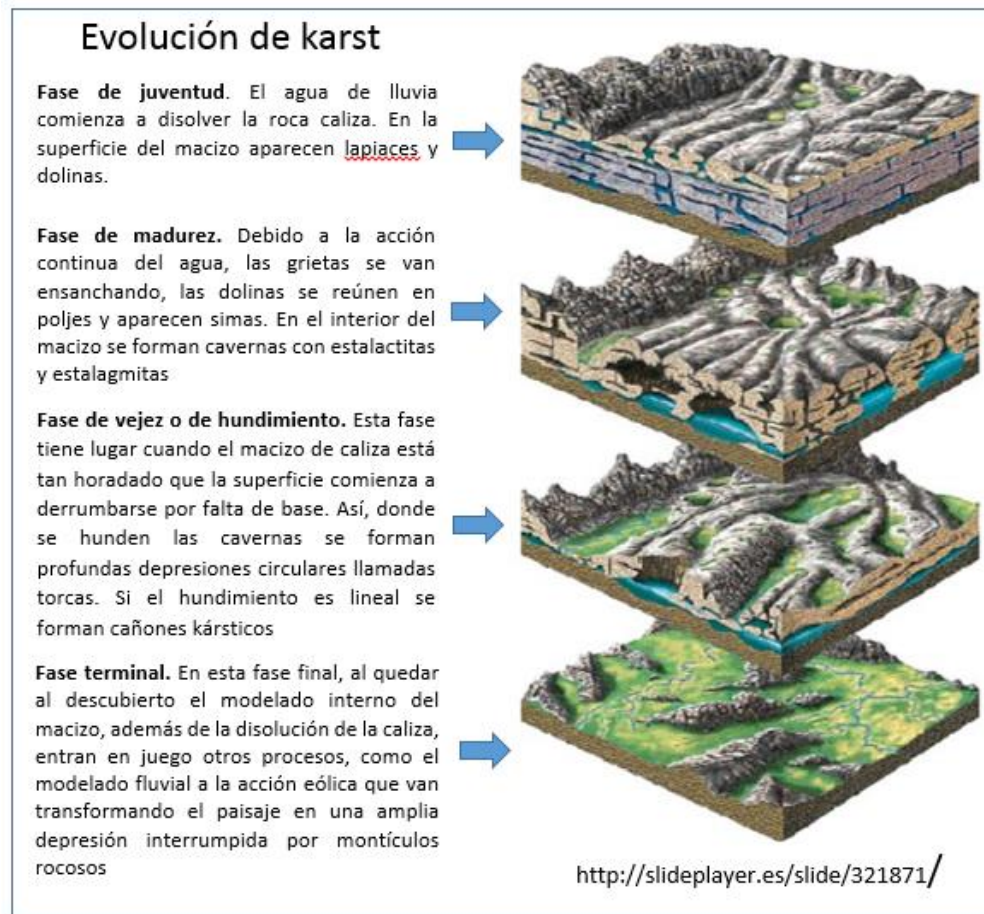 Evolución de karst
Fase de juventud. El agua de lluvia
comienza a disolver la roca caliza. En la
superficie del macizo aparecen lapiaces y
dolinas.
Fase de madurez. Debido a la acción
continua del agua, las grietas se van
ensanchando, las dolinas se reúnen en
poljes y aparecen simas. En el interior del
macizo se forman cavernas con estalactitas
y estalagmitas
Fase de vejez o de hundimiento. Esta fase
tiene lugar cuando el macizo de caliza está
tan horadado que la superficie comienza a
derrumbarse por falta de base. Así, donde
se hunden las cavernas se forman
profundas depresiones circulares llamadas
torcas. Si el hundimiento es lineal se
forman cañones kársticos
Fase terminal. En esta fase final, al quedar
al descubierto el modelado interno del
macizo, además de la disolución de la caliza,
entran en juego otros procesos, como el
modelado fluvial a la acción eólica que van
transformando el paisaje en una amplia
depresión interrumpida por montículos
rocosos
http://slideplayer.es/slide/321871/